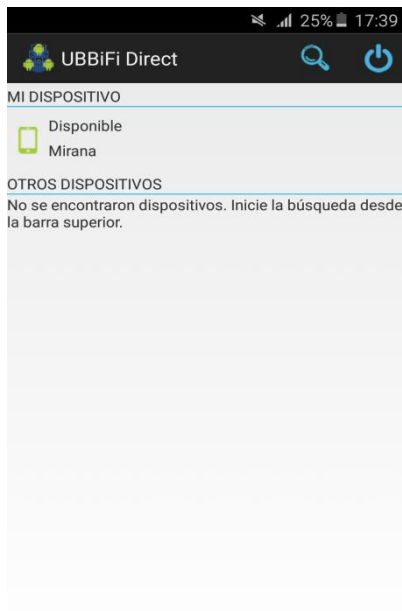 25% 17:39
UBBiFi Direct
MI DISPOSITIVO
Disponible
Mirana
OTROS DISPOSITIVOS
No se encontraron dispositivos. Inicie la búsqueda desde
la barra superior.